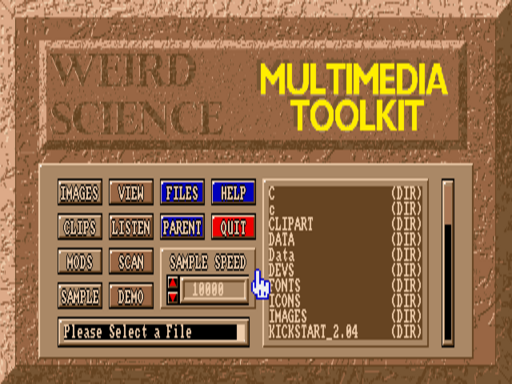 WEIRD
SCIENCE
MULTIMEDIA
TOOLKIT
IMAGES VIEW FILES HELP
CLIPS LISTEN PARENT QUIT
MODS SCAN SAMPLE SPEED
SAMPLE DEMO 10000
Please Select a File
C (DIR)
c (DIR)
CLIPART (DIR)
DATA (DIR)
Data (DIR)
DEVS (DIR)
FONTS (DIR)
ICONS (DIR)
IMAGES (DIR)
KICKSTART_2.04 (DIR)